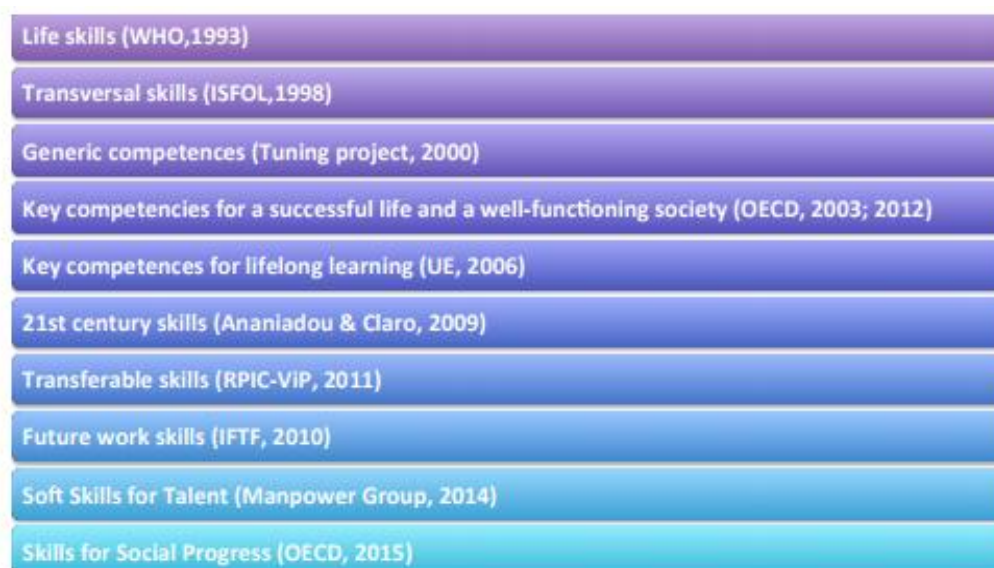 Life skills (WHO,1993)
Transversal skills (ISFOL,1998)
Generic competences (Tuning project, 2000)
Key competencies for a successful life and a well-functioning society (OECD, 2003; 2012)
Key competences for lifelong learning (UE, 2006)
21st century skills (Ananiadou & Claro, 2009)
Transferable skills (RPIC-ViP, 2011)
Future work skills (IFTF, 2010)
Soft Skills for Talent (Manpower Group, 2014)
Skills for Social Progress (OECD, 2015)